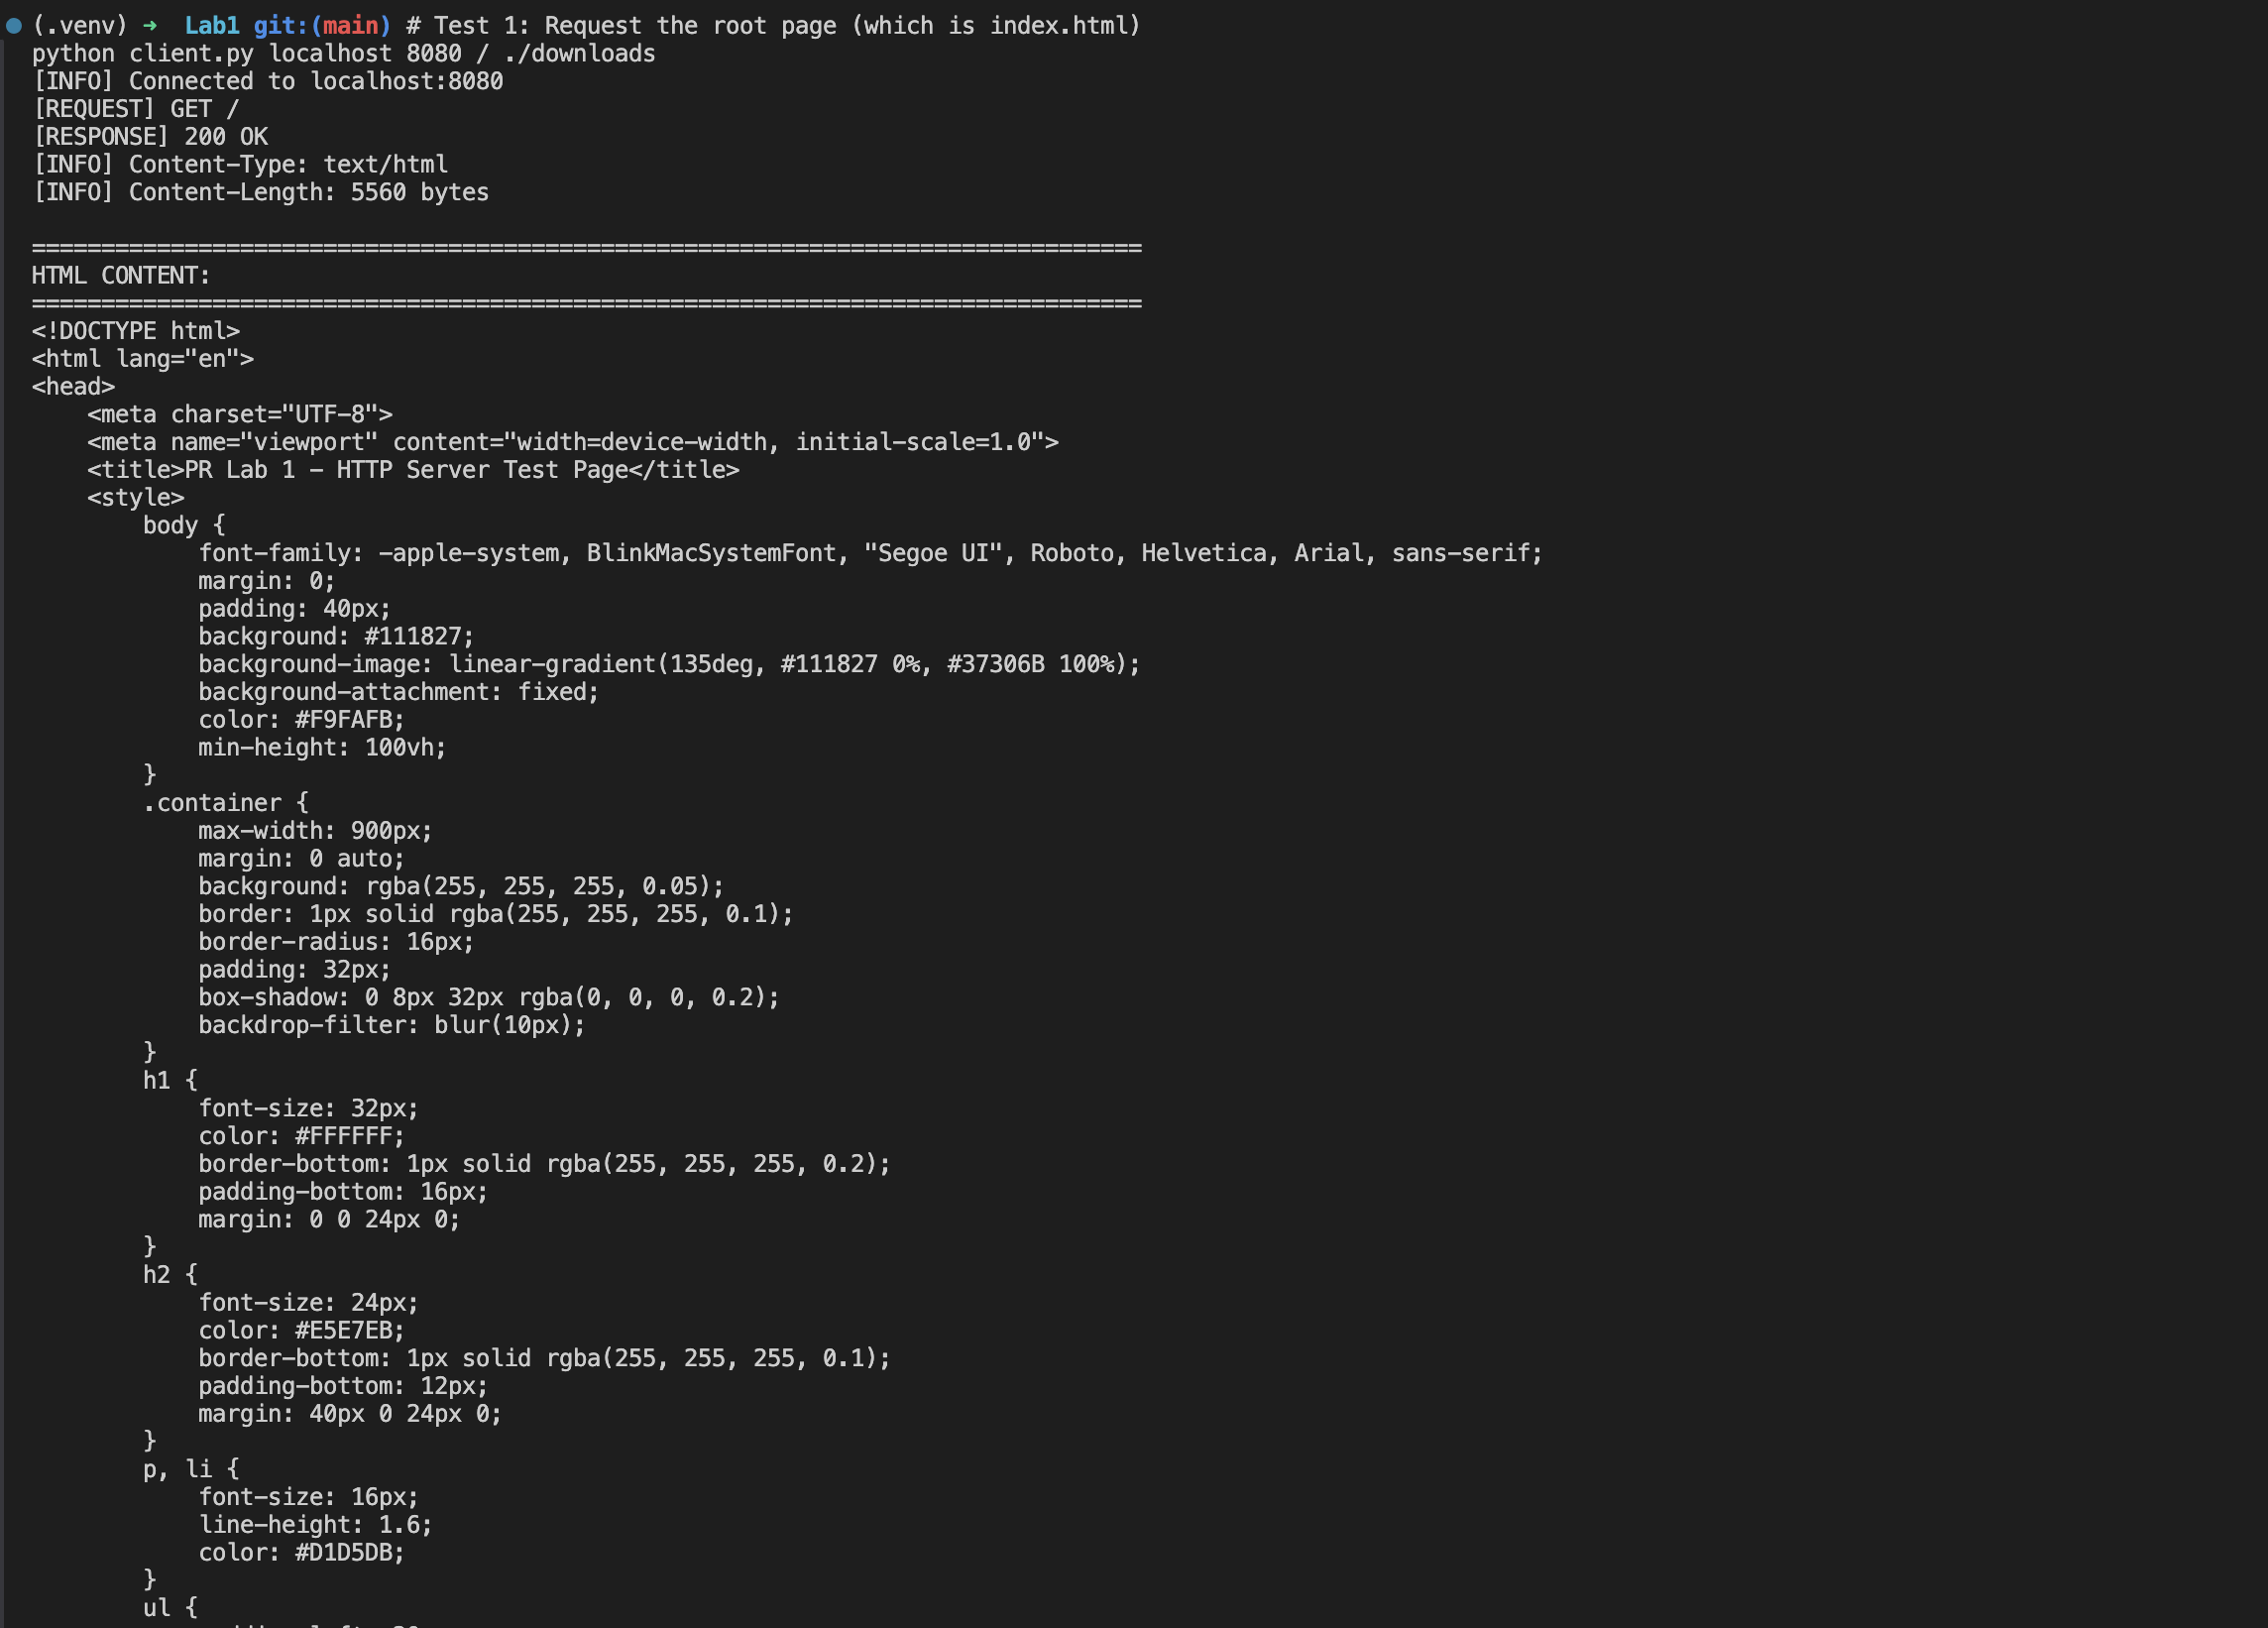 (.venv) ➜ Lab1 git:(main) # Test 1: Request the root page (which is index.html)
python client.py localhost 8080 / ./downloads
[INFO] Connected to localhost:8080
[REQUEST] GET /
[RESPONSE] 200 OK
[INFO] Content-Type: text/html
[INFO] Content-Length: 5560 bytes

================================================================================
HTML CONTENT:
================================================================================
<!DOCTYPE html>
<html lang="en">
<head>
    <meta charset="UTF-8">
    <meta name="viewport" content="width=device-width, initial-scale=1.0">
    <title>PR Lab 1 - HTTP Server Test Page</title>
    <style>
        body {
            font-family: -apple-system, BlinkMacSystemFont, "Segoe UI", Roboto, Helvetica, Arial, sans-serif;
            margin: 0;
            padding: 40px;
            background: #111827;
            background-image: linear-gradient(135deg, #111827 0%, #37306B 100%);
            background-attachment: fixed;
            color: #F9FAFB;
            min-height: 100vh;
        }
        .container {
            max-width: 900px;
            margin: 0 auto;
            background: rgba(255, 255, 255, 0.05);
            border: 1px solid rgba(255, 255, 255, 0.1);
            border-radius: 16px;
            padding: 32px;
            box-shadow: 0 8px 32px rgba(0, 0, 0, 0.2);
            backdrop-filter: blur(10px);
        }
        h1 {
            font-size: 32px;
            color: #FFFFFF;
            border-bottom: 1px solid rgba(255, 255, 255, 0.2);
            padding-bottom: 16px;
            margin: 0 0 24px 0;
        }
        h2 {
            font-size: 24px;
            color: #E5E7EB;
            border-bottom: 1px solid rgba(255, 255, 255, 0.1);
            padding-bottom: 12px;
            margin: 40px 0 24px 0;
        }
        p, li {
            font-size: 16px;
            line-height: 1.6;
            color: #D1D5DB;
        }
        ul {